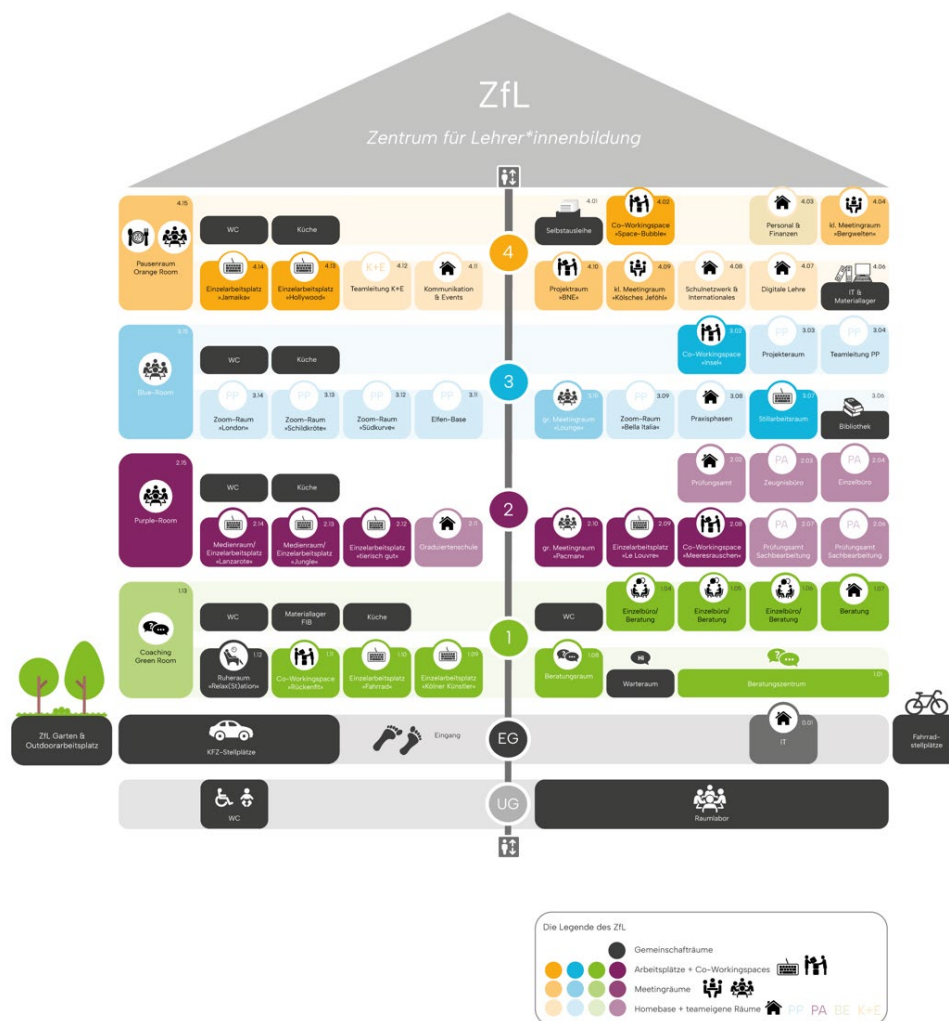 ZfL
Zentrum für Lehrer*innenbildung
4.15
Pausenraum
Orange Room
WC
Küche
4.01
Selbstausleihe
4.02
Co-Workingspace
»Space-Bubble«
4.03
Personal &
Finanzen
4.04
kl. Meetingraum
»Bergwelten«
4
4.14
Einzelarbeitsplatz
»Jamaika«
4.13
Einzelarbeitsplatz
»Hollywood«
K+E
4.12
Teamleitung K+E
4.11
Kommunikation
& Events
4.10
Projektraum
»BNE«
4.09
kl. Meetingraum
»Kölsches Jeföhl«
4.08
Schulnetzwerk &
Internationales
4.07
Digitale Lehre
4.06
IT &
Materiallager
3.15
Blue-Room
WC
Küche
3.02
Co-Workingspace
»Insel«
PP
3.03
Projekteraum
PP
3.04
Teamleitung PP
3
PP
3.14
Zoom-Raum
»London«
PP
3.13
Zoom-Raum
»Schildkröte«
PP
3.12
Zoom-Raum
»Südkurve«
PP
3.11
Elfen-Base
3.10
gr. Meetingraum
»Lounge«
PP
3.09
Zoom-Raum
»Bella Italia«
3.08
Praxisphasen
3.07
Stillarbeitsraum
3.06
Bibliothek
2.15
Purple-Room
WC
Küche
2.02
Prüfungsamt
PA
2.03
Zeugnisbüro
PA
2.04
Einzelbüro
2
2.14
Medienraum/
Einzelarbeitsplatz
»Lanzarote«
2.13
Medienraum/
Einzelarbeitsplatz
»Jungle«
2.12
Einzelarbeitsplatz
»tierisch gut«
2.11
Graduiertenschule
2.10
gr. Meetingraum
»Pacman«
2.09
Einzelarbeitsplatz
»Le Louvre«
2.08
Co-Workingspace
»Meeresrauschen«
PA
2.07
Prüfungsamt
Sachbearbeitung
PA
2.06
Prüfungsamt
Sachbearbeitung
1.13
Coaching
Green Room
WC
Materiallager
FIB
Küche
WC
1.04
Einzelbüro/
Beratung
1.05
Einzelbüro/
Beratung
1.06
Einzelbüro/
Beratung
1.07
Beratung
1
1.12
Ruheraum
»Relax(St)ation«
1.11
Co-Workingspace
»Rückenfit«
1.10
Einzelarbeitsplatz
»Fahrrad«
1.09
Einzelarbeitsplatz
»Kölner Künstler«
1.08
Beratungsraum
Hi
Warteraum
1.01
Beratungszentrum
ZfL Garten &
Outdoorarbeitsplatz
KFZ-Stellplätze
Eingang
EG
0.01
IT
Fahrrad-
stellplätze
WC
UG
Raumlabor
Die Legende des ZfL
Gemeinschafträume
Arbeitsplätze + Co-Workingspaces
Meetingräume
Homebase + teameigene Räume PP PA BE K+E